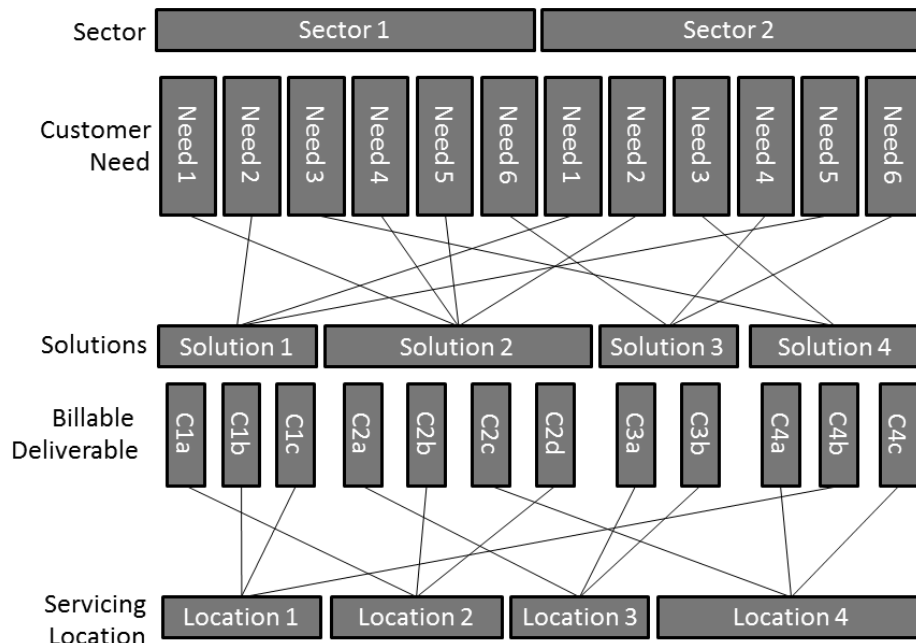 Sector
Sector 1
Sector 2
Customer
Need
Need 1
Need 2
Need 3
Need 4
Need 5
Need 6
Need 1
Need 2
Need 3
Need 4
Need 5
Need 6
Solutions
Solution 1
Solution 2
Solution 3
Solution 4
Billable
Deliverable
C1a
C1b
C1c
C2a
C2b
C2c
C2d
C3a
C3b
C4a
C4b
C4c
Servicing
Location
Location 1
Location 2
Location 3
Location 4